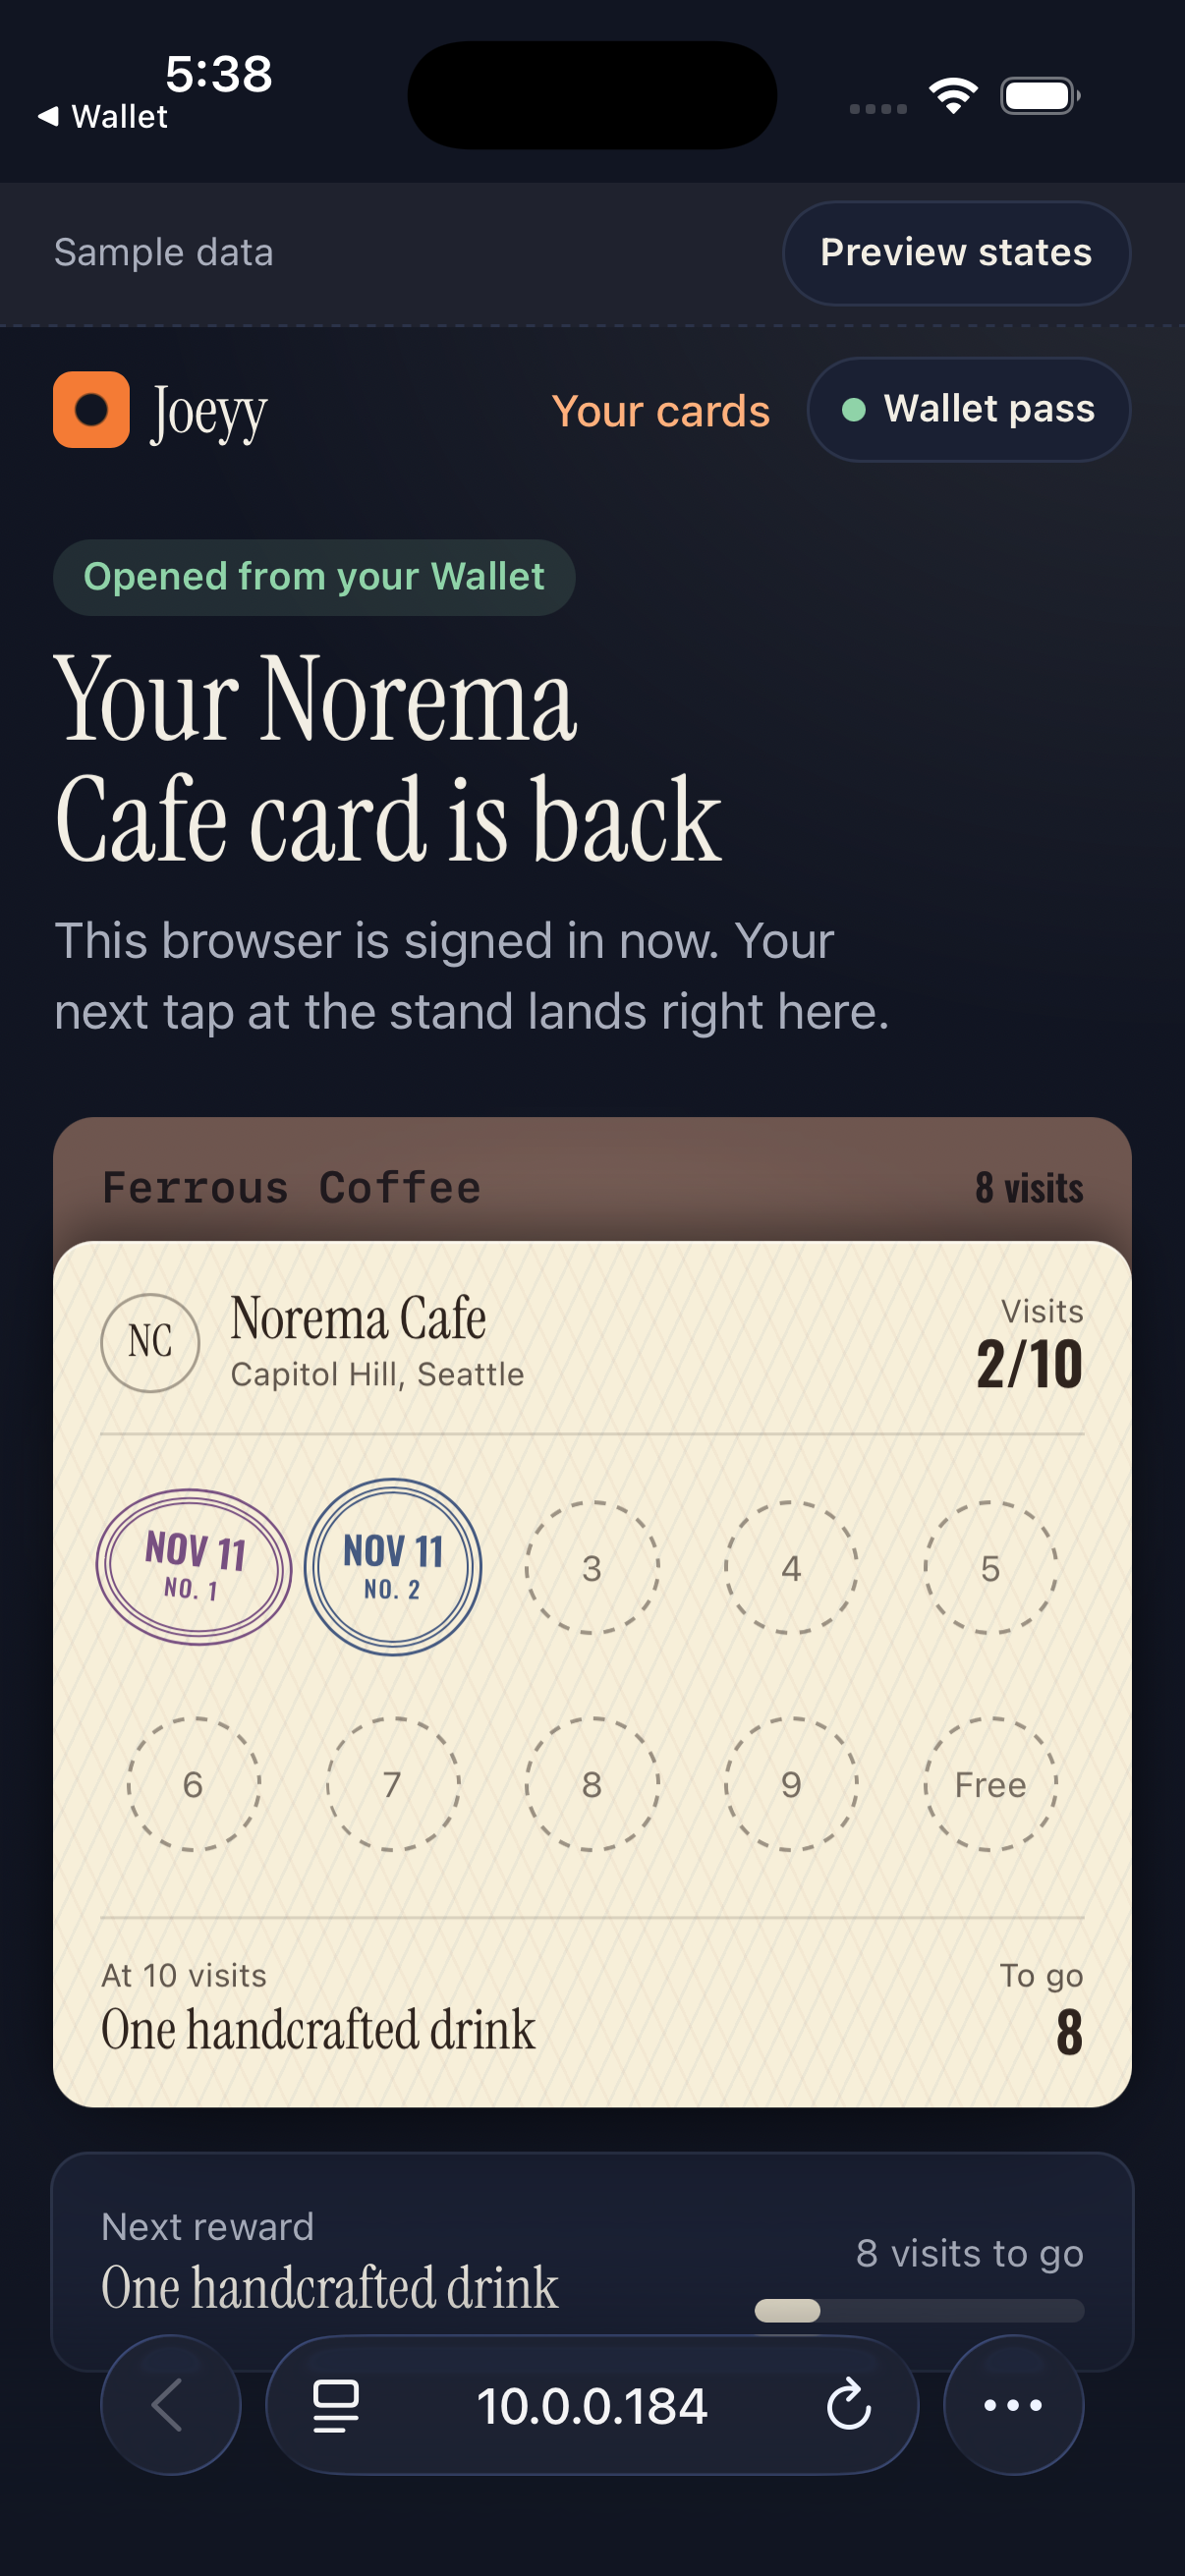 5:38
Wallet
Sample data
Preview states
Joeyy
Your cards
Wallet pass
Opened from your Wallet
Your Norema
Cafe card is back
This browser is signed in now. Your
next tap at the stand lands right here.
Ferrous Coffee
8 visits
NC
Norema Cafe
Capitol Hill, Seattle
Visits
2/10
NOV 11
NO. 1
NOV 11
NO. 2
3
4
5
6
7
8
9
Free
At 10 visits
One handcrafted drink
To go
8
Next reward
One handcrafted drink
8 visits to go
10.0.0.184